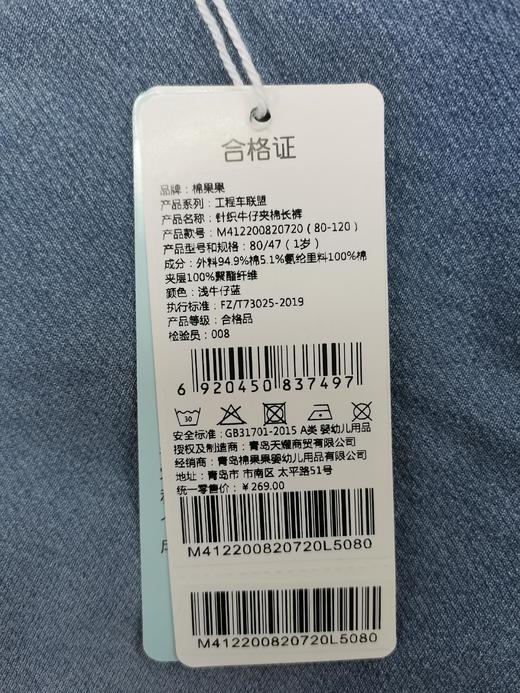 合格证
品牌：棉果果
产品系列：工程车联盟
产品名称：针织牛仔夹棉长裤
产品款号：M412200820720（80-120）
产品型号和规格：80/47（1岁）
成分：外料94.9%棉5.1%氨纶里料100%棉
夹层100%聚酯纤维
颜色：浅牛仔蓝
执行标准：FZ/T73025-2019
产品等级：合格品
检验员：008
6 920450 837497
30
安全标准：GB31701-2015 A类 婴幼儿用品
授权及制造商：青岛天耀商贸有限公司
经销商：青岛棉果果婴幼儿用品有限公司
地址：青岛市 市南区 太平路51号
统一零售价：￥269.00
M412200820720L5080
M412200820720L5080